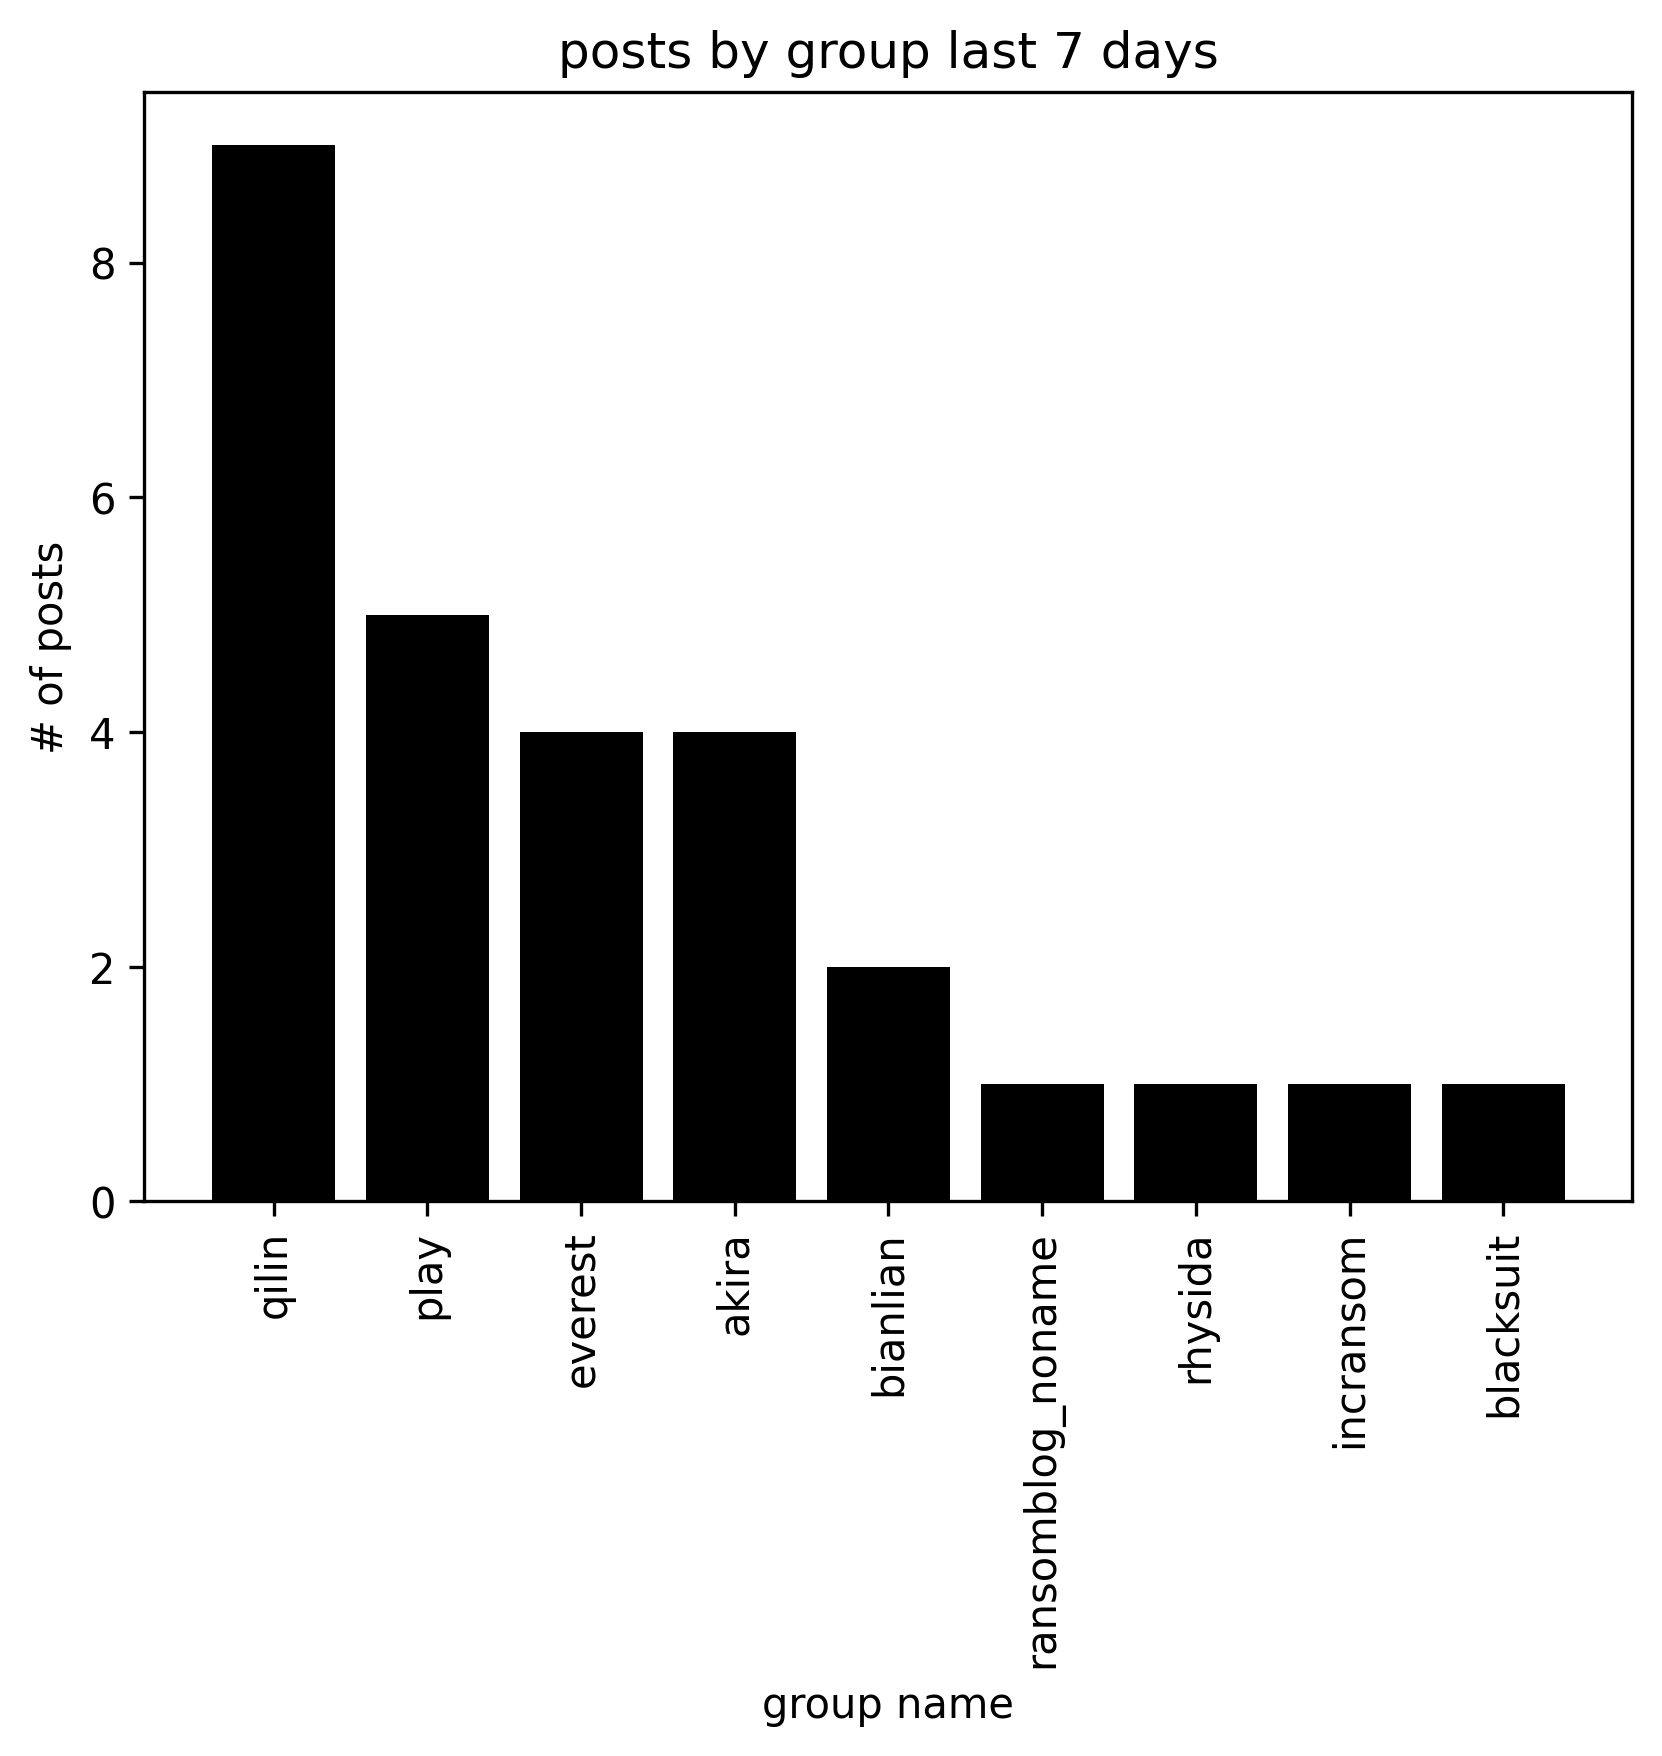 posts by group last 7 days
# of posts
8
6
4
2
0
qilin
play
everest
akira
bianlian
ransomblog_noname
rhysida
incransom
blacksuit
group name